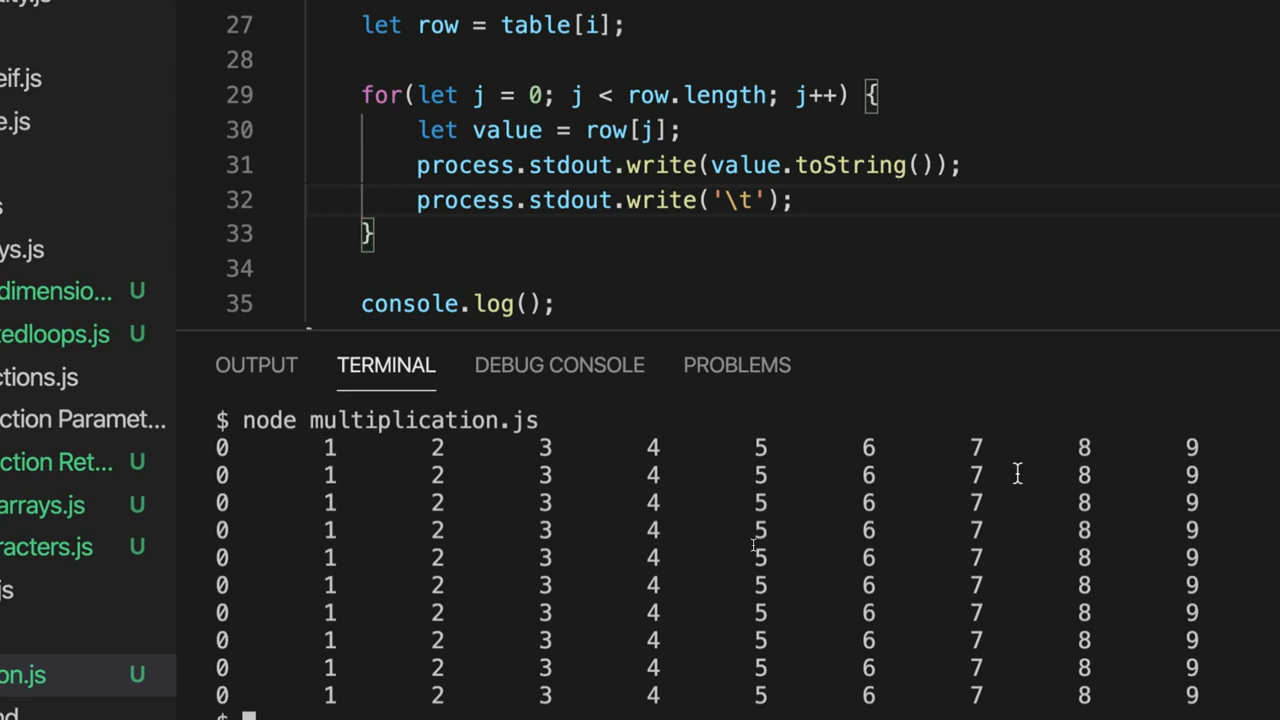 tity.js
eif.js
e.js
s
ys.js
dimensio... U
tedloops.js U
ctions.js
ction Paramet...
ction Ret... U
arrays.js U
racters.js U
js
on.js U
nd
27 let row = table[i];
28
29 for(let j = 0; j < row.length; j++) {
30 let value = row[j];
31 process.stdout.write(value.toString());
32 process.stdout.write('\t');
33 }
34
35 console.log();
OUTPUT TERMINAL DEBUG CONSOLE PROBLEMS
$ node multiplication.js
0 1 2 3 4 5 6 7 8 9
0 1 2 3 4 5 6 7 8 9
0 1 2 3 4 5 6 7 8 9
0 1 2 3 4 5 6 7 8 9
0 1 2 3 4 5 6 7 8 9
0 1 2 3 4 5 6 7 8 9
0 1 2 3 4 5 6 7 8 9
0 1 2 3 4 5 6 7 8 9
0 1 2 3 4 5 6 7 8 9
0 1 2 3 4 5 6 7 8 9
$